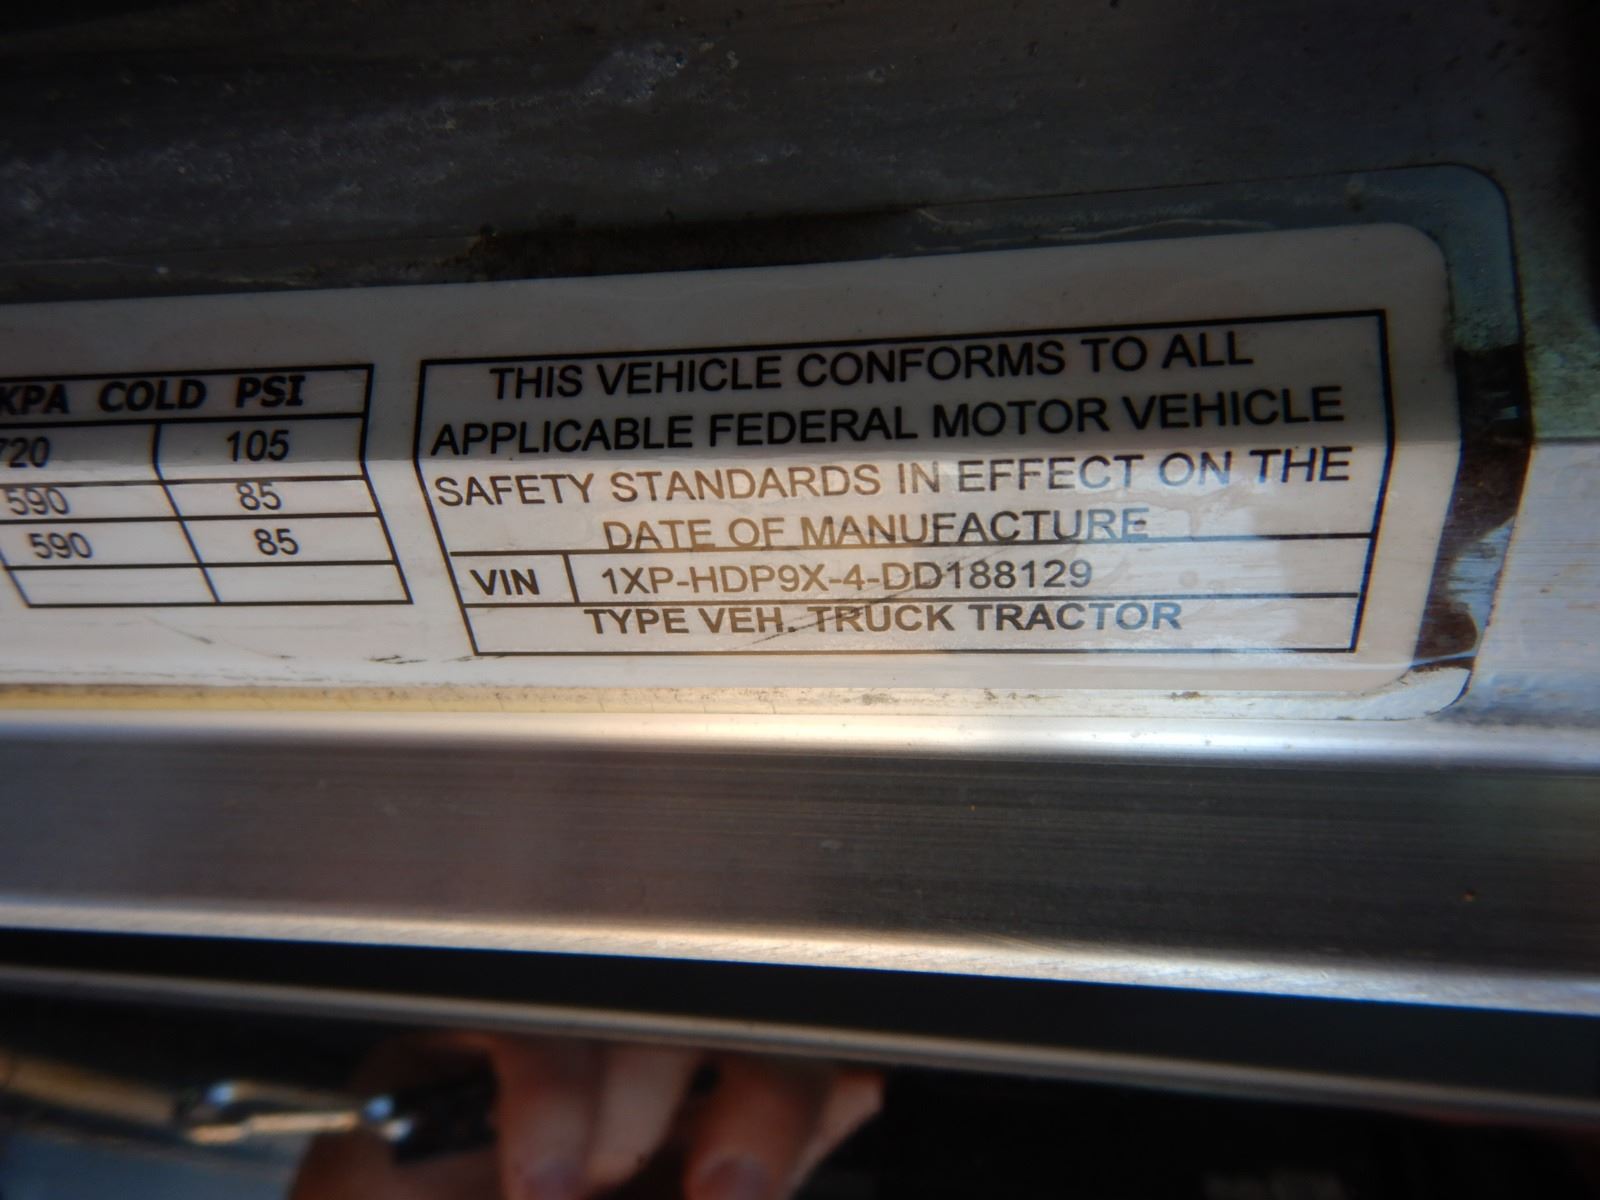 KPA COLD PSI
720 105
590 85
590 85
THIS VEHICLE CONFORMS TO ALL
APPLICABLE FEDERAL MOTOR VEHICLE
SAFETY STANDARDS IN EFFECT ON THE
DATE OF MANUFACTURE
VIN 1XP-HDP9X-4-DD188129
TYPE VEH. TRUCK TRACTOR